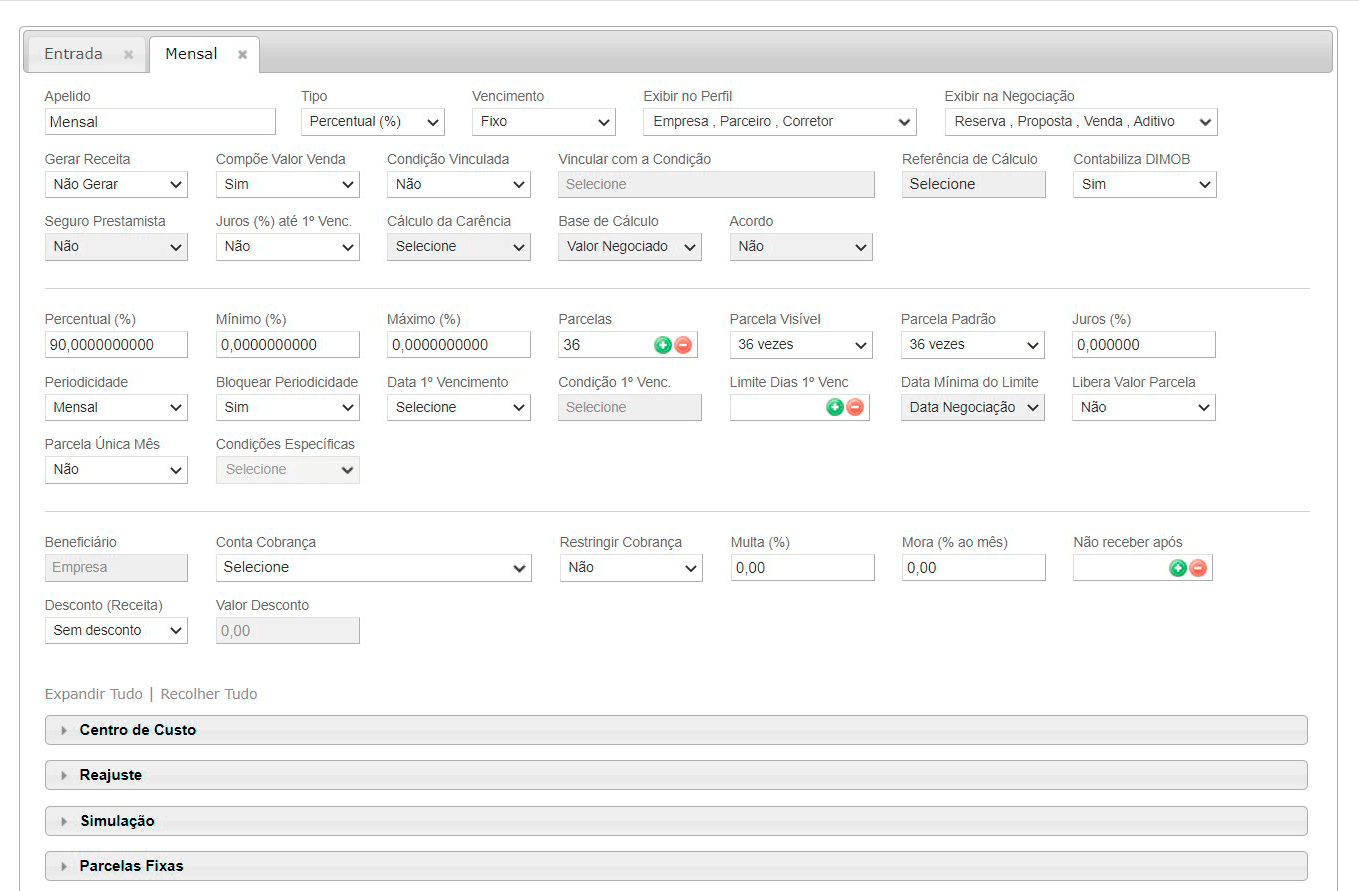 Entrada Mensal
Apelido Tipo Vencimento Exibir no Perfil Exibir na Negociação
Mensal Percentual (%) Fixo Empresa , Parceiro , Corretor Reserva , Proposta , Venda , Aditivo
Gerar Receita Compõe Valor Venda Condição Vinculada Vincular com a Condição Referência de Cálculo Contabiliza DIMOB
Não Gerar Sim Não Selecione Selecione Sim
Seguro Prestamista Juros (%) até 1º Venc. Cálculo da Carência Base de Cálculo Acordo
Não Não Selecione Valor Negociado Não
Percentual (%) Mínimo (%) Máximo (%) Parcelas Parcela Visível Parcela Padrão Juros (%)
90,0000000000 0,0000000000 0,0000000000 36 36 vezes 36 vezes 0,000000
Periodicidade Bloquear Periodicidade Data 1º Vencimento Condição 1º Venc. Limite Dias 1º Venc Data Mínima do Limite Libera Valor Parcela
Mensal Sim Selecione Selecione Data Negociação Não
Parcela Única Mês Condições Específicas
Não Selecione
Beneficiário Conta Cobrança Restringir Cobrança Multa (%) Mora (% ao mês) Não receber após
Empresa Selecione Não 0,00 0,00
Desconto (Receita) Valor Desconto
Sem desconto 0,00
Expandir Tudo | Recolher Tudo
Centro de Custo
Reajuste
Simulação
Parcelas Fixas